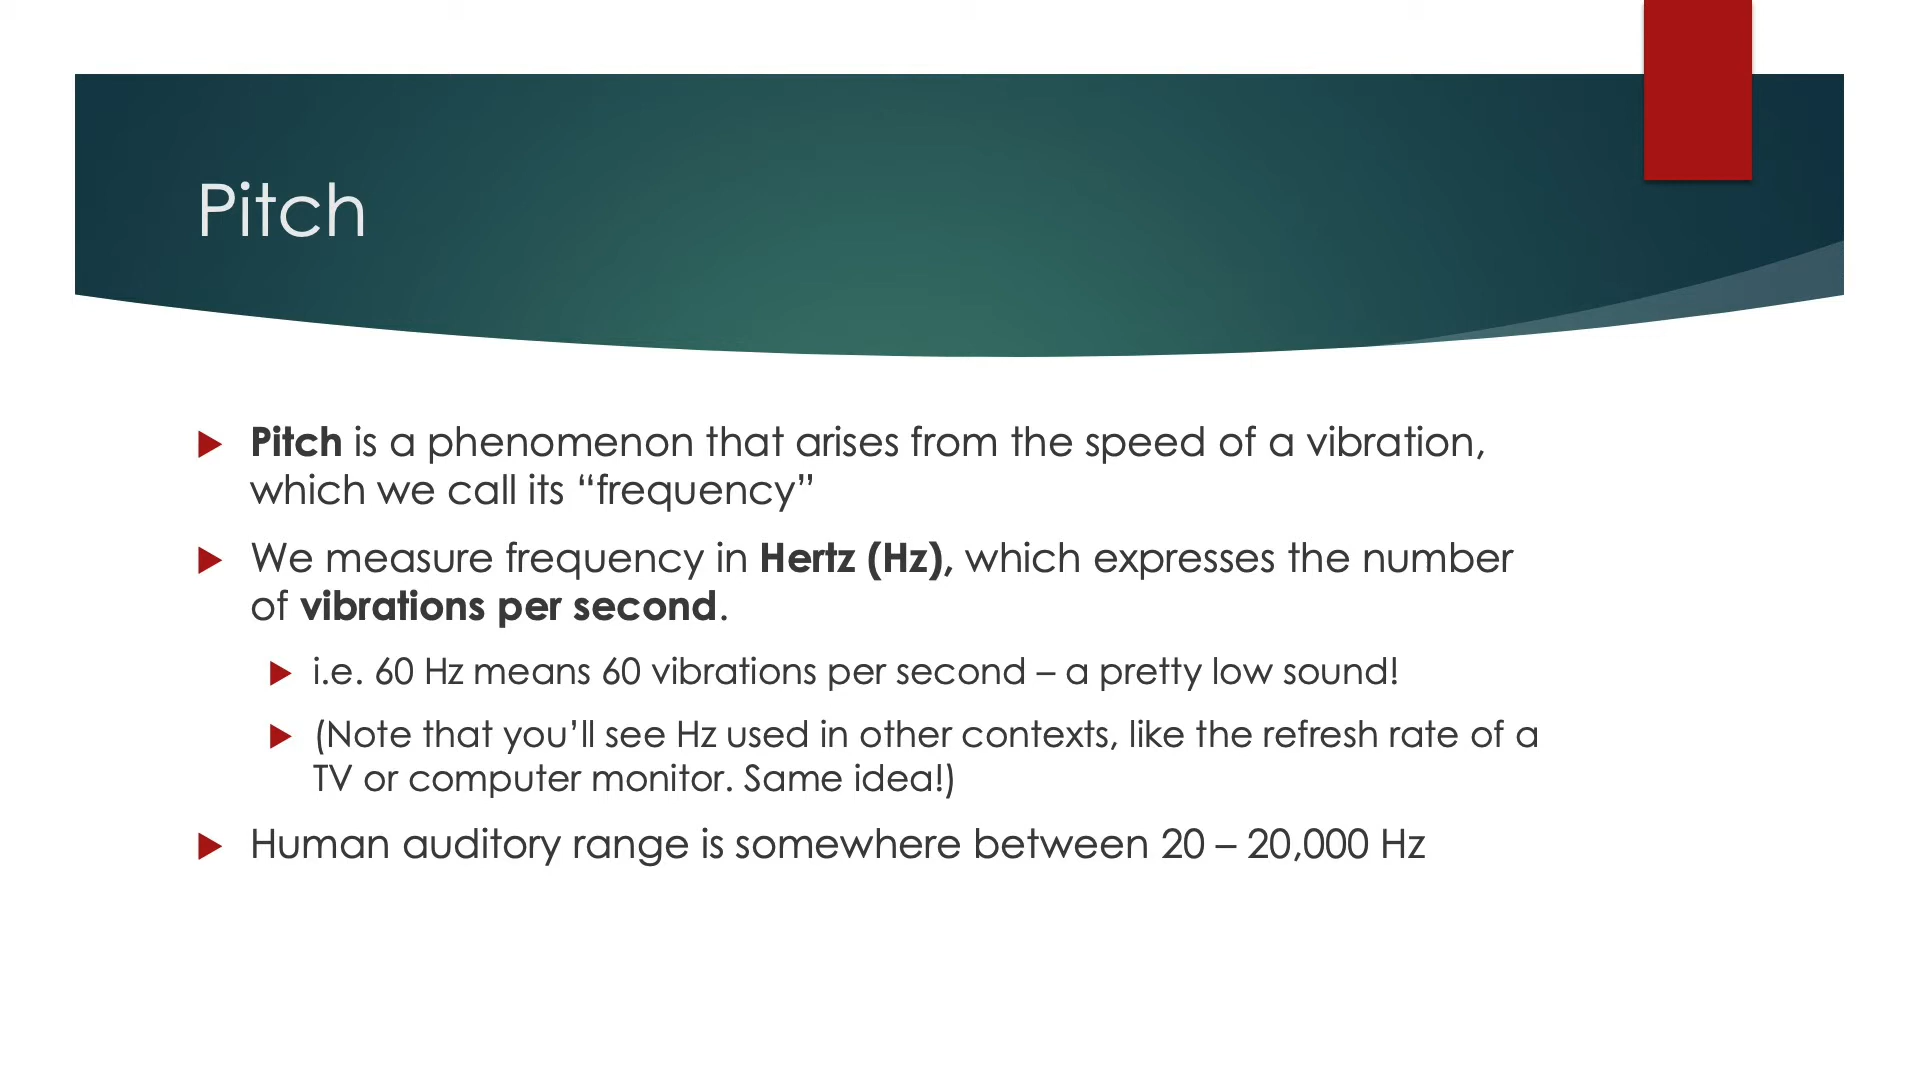 Pitch
Pitch is a phenomenon that arises from the speed of a vibration,
which we call its “frequency”
We measure frequency in Hertz (Hz), which expresses the number
of vibrations per second.
i.e. 60 Hz means 60 vibrations per second – a pretty low sound!
(Note that you’ll see Hz used in other contexts, like the refresh rate of a
TV or computer monitor. Same idea!)
Human auditory range is somewhere between 20 – 20,000 Hz